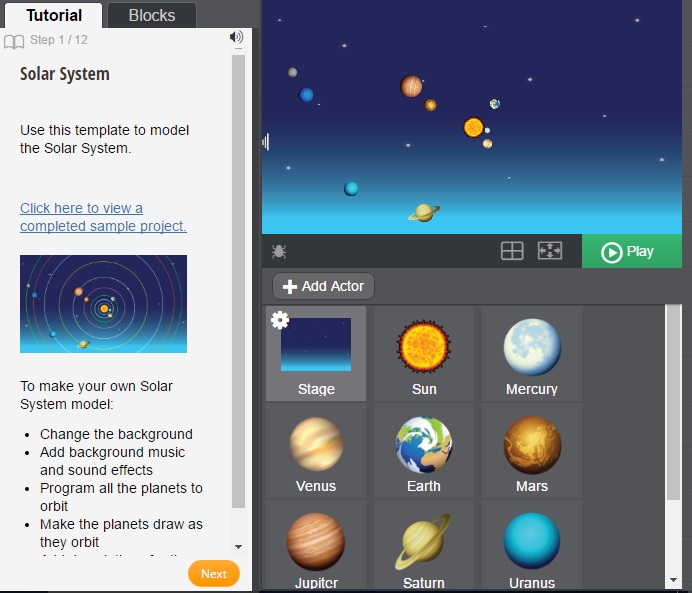 Tutorial
Blocks
Step 1 / 12
Solar System
Use this template to model
the Solar System.
Click here to view a
completed sample project.
To make your own Solar
System model:
• Change the background
• Add background music
and sound effects
• Program all the planets to
orbit
• Make the planets draw as
they orbit
Next
Play
Add Actor
Stage
Sun
Mercury
Venus
Earth
Mars
Jupiter
Saturn
Uranus